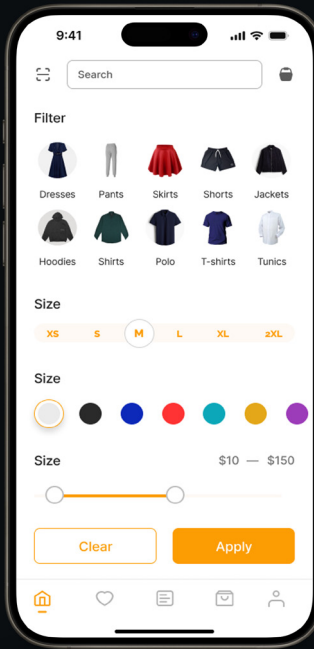 9:41
Search
Filter
Dresses Pants Skirts Shorts Jackets
Hoodies Shirts Polo T-shirts Tunics
Size
XS S M L XL 2XL
Size
Size $10 — $150
Clear Apply